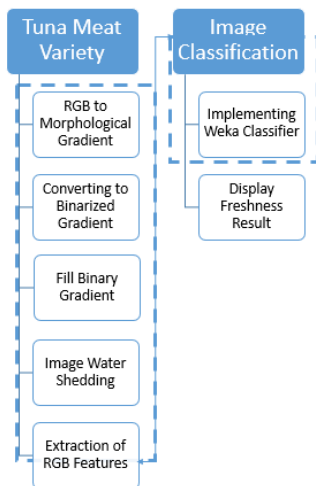 Tuna Meat
Variety
RGB to
Morphological
Gradient
Converting to
Binarized
Gradient
Fill Binary
Gradient
Image Water
Shedding
Extraction of
RGB Features
Image
Classification
Implementing
Weka Classifier
Display
Freshness
Result